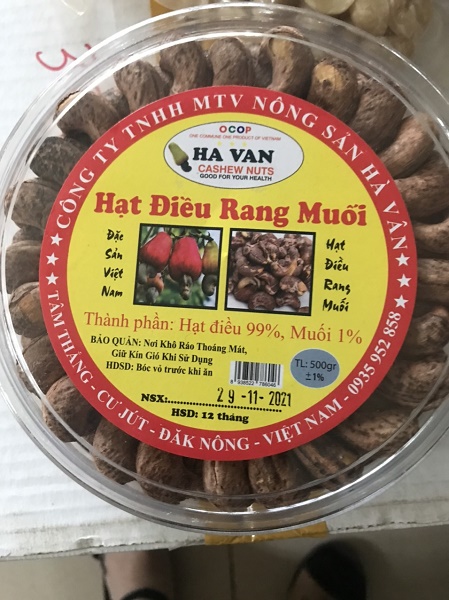 CÔNG TY TNHH MTV NÔNG SẢN HÀ VÂN
OCOP
ONE COMMUNE ONE PRODUCT OF VIETNAM
HA VAN
CASHEW NUTS
GOOD FOR YOUR HEALTH
Hạt Điều Rang Muối
Đặc
Sản
Việt
Nam
Hạt
Điều
Rang
Muối
Thành phần: Hạt điều 99%, Muối 1%
BẢO QUẢN: Nơi Khô Ráo Thoáng Mát,
Giữ Kín Gió Khi Sử Dụng
HDSD: Bóc vỏ trước khi ăn
TL: 500gr
±1%
NSX: 29-11-2021
HSD: 12 tháng
TÂM THẮNG - CƯ JÚT - ĐĂK NÔNG - VIỆT NAM - 0935 952 858